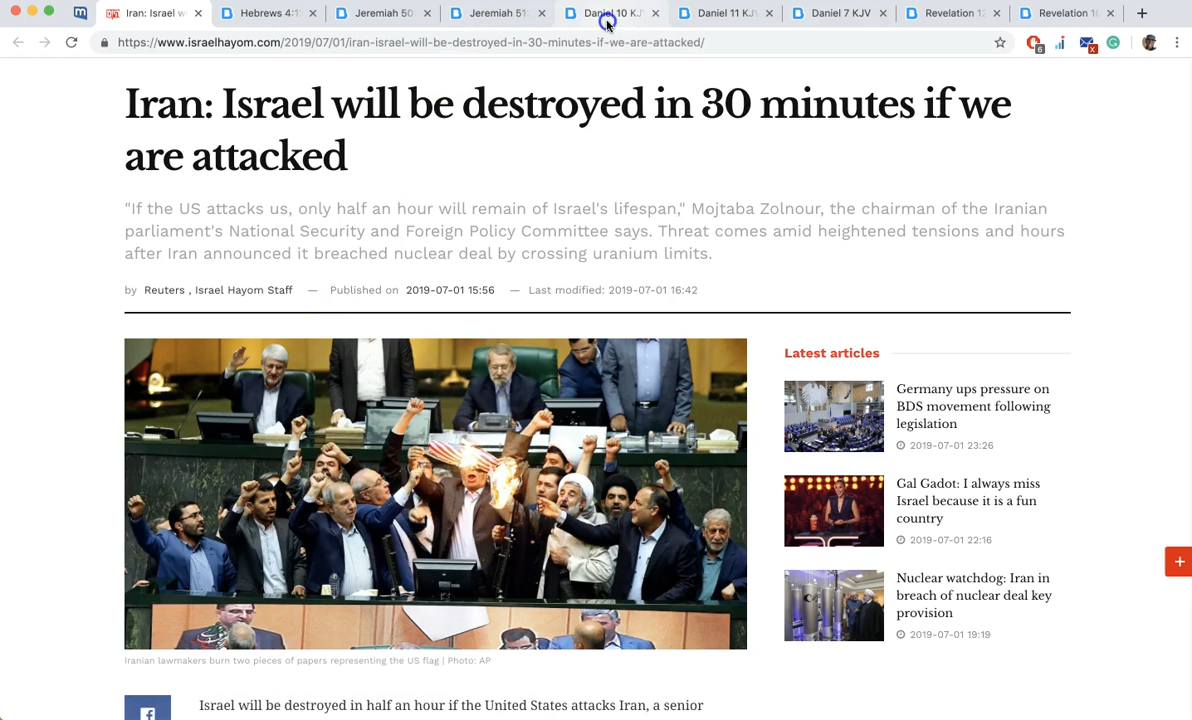 Iran: Israel w
Hebrews 4:1
Jeremiah 50
Jeremiah 51:
Daniel 10 KJ
Daniel 11 KJV
Daniel 7 KJV
Revelation 12
Revelation 1
https://www.israelhayom.com/2019/07/01/iran-israel-will-be-destroyed-in-30-minutes-if-we-are-attacked/
6
x
Iran: Israel will be destroyed in 30 minutes if we
are attacked
"If the US attacks us, only half an hour will remain of Israel's lifespan," Mojtaba Zolnour, the chairman of the Iranian
parliament's National Security and Foreign Policy Committee says. Threat comes amid heightened tensions and hours
after Iran announced it breached nuclear deal by crossing uranium limits.
by Reuters , Israel Hayom Staff — Published on 2019-07-01 15:56 — Last modified: 2019-07-01 16:42
Iranian lawmakers burn two pieces of papers representing the US flag | Photo: AP
Israel will be destroyed in half an hour if the United States attacks Iran, a senior
Latest articles
Germany ups pressure on
BDS movement following
legislation
2019-07-01 23:26
Gal Gadot: I always miss
Israel because it is a fun
country
2019-07-01 22:16
Nuclear watchdog: Iran in
breach of nuclear deal key
provision
2019-07-01 19:19